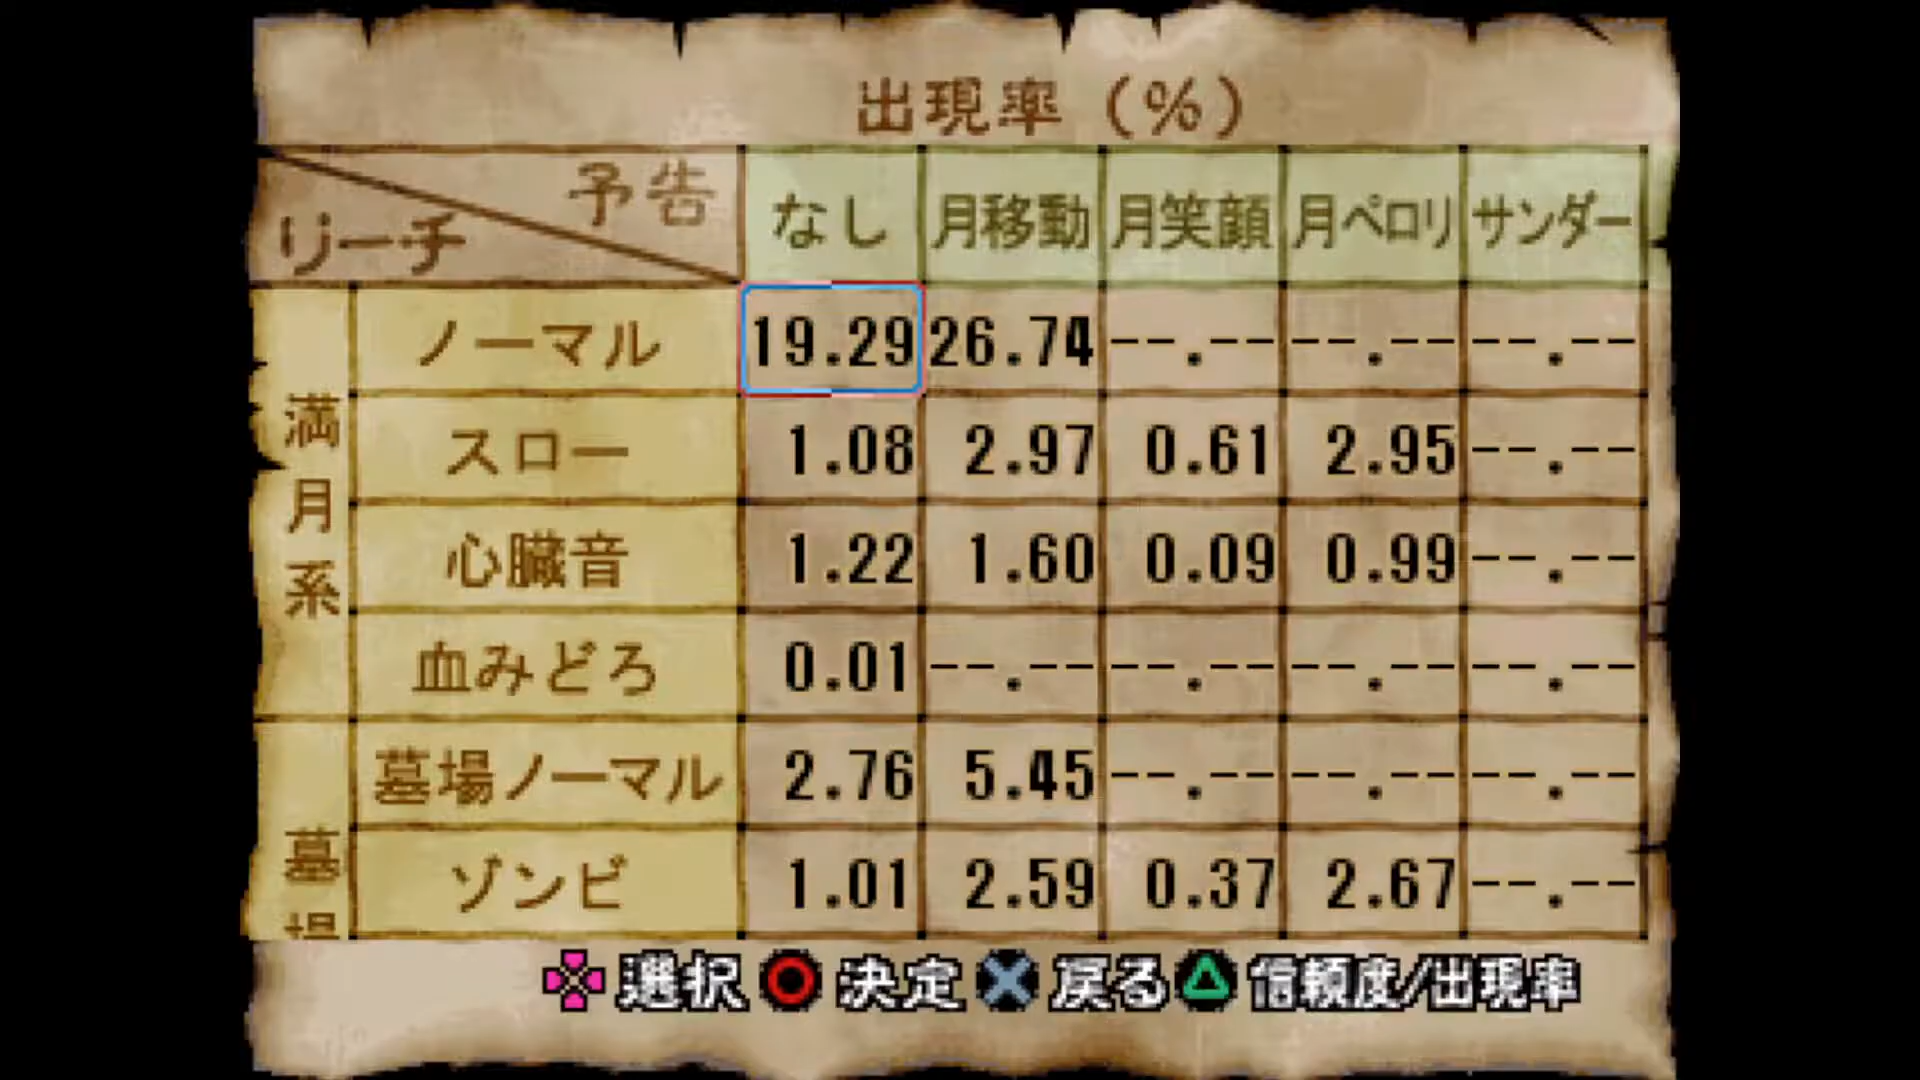 出現率(%)
予告
リーチ
なし 月移動 月笑顔 月ペロリ サンダー
満月系
ノーマル 19.29 26.74 --.-- --.-- --.--
スロー 1.08 2.97 0.61 2.95 --.--
心臓音 1.22 1.60 0.09 0.99 --.--
血みどろ 0.01 --.-- --.-- --.-- --.--
墓場
墓場ノーマル 2.76 5.45 --.-- --.-- --.--
ゾンビ 1.01 2.59 0.37 2.67 --.--
選択 決定 戻る 信頼度/出現率